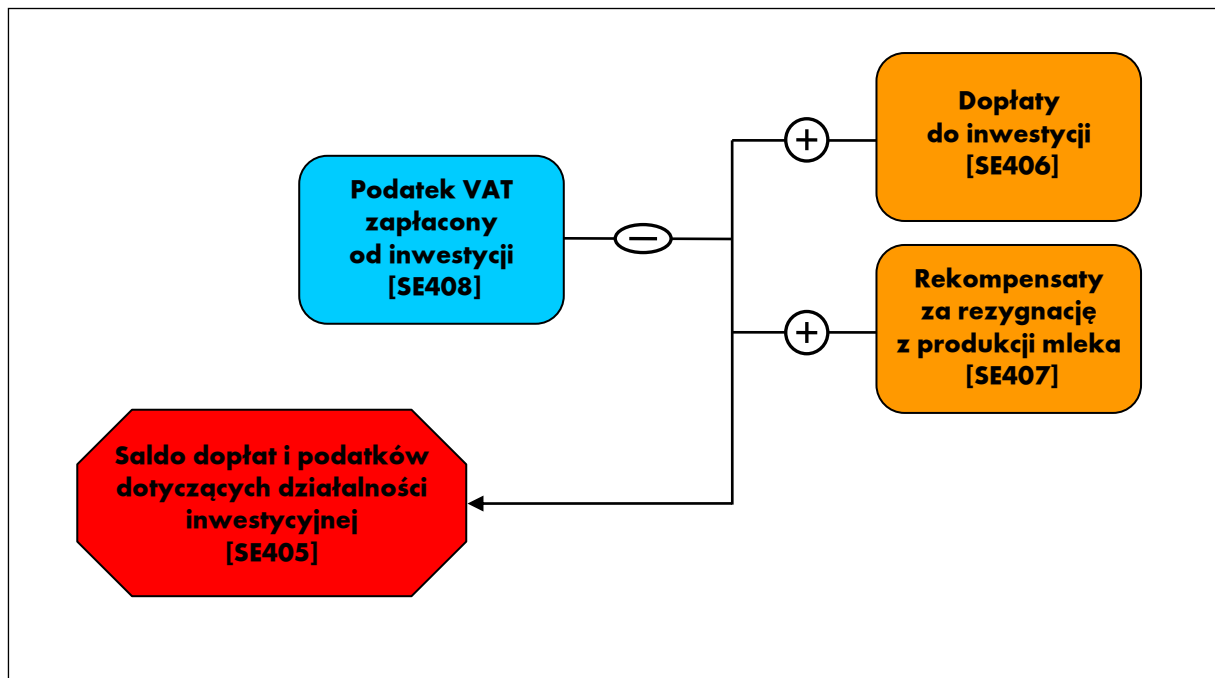 Dopłaty
do inwestycji
[SE406]
Podatek VAT
zapłacony
od inwestycji
[SE408]
+
−
Rekompensaty
za rezygnację
z produkcji mleka
[SE407]
+
Saldo dopłat i podatków
dotyczących działalności
inwestycyjnej
[SE405]